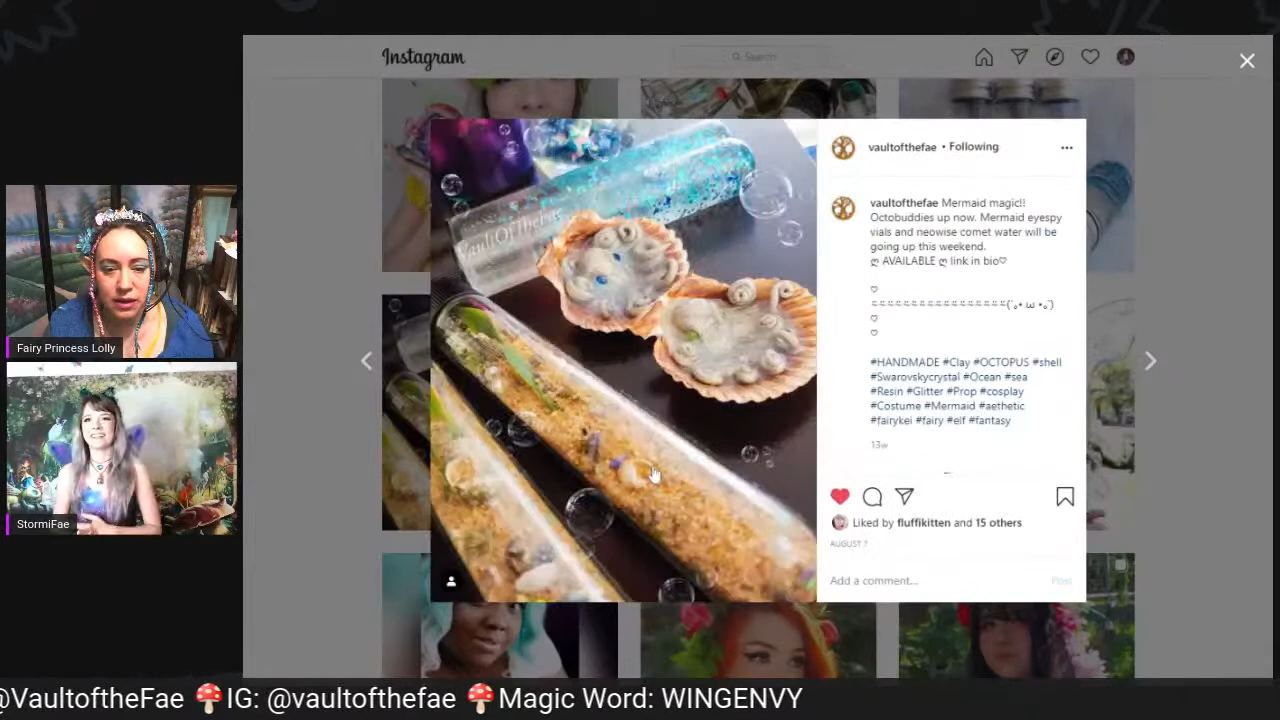 Instagram
Search
vaultofthefae • Following
vaultofthefae Mermaid magic!!
Octobuddies up now. Mermaid eyespy
vials and neowise comet water will be
going up this weekend.
ღ AVAILABLE ღ link in bio♡
♡
♡
♡
#HANDMADE #Clay #OCTOPUS #shell
#Swarovskycrystal #Ocean #sea
#Resin #Glitter #Prop #cosplay
#Costume #Mermaid #aethetic
#fairykei #fairy #elf #fantasy
13w
Liked by fluffikitten and 15 others
AUGUST 7
Add a comment...
Post
VaultOfTheFae
Fairy Princess Lolly
StormiFae
@VaultoftheFae 🍄IG: @vaultofthefae 🍄Magic Word: WINGENVY